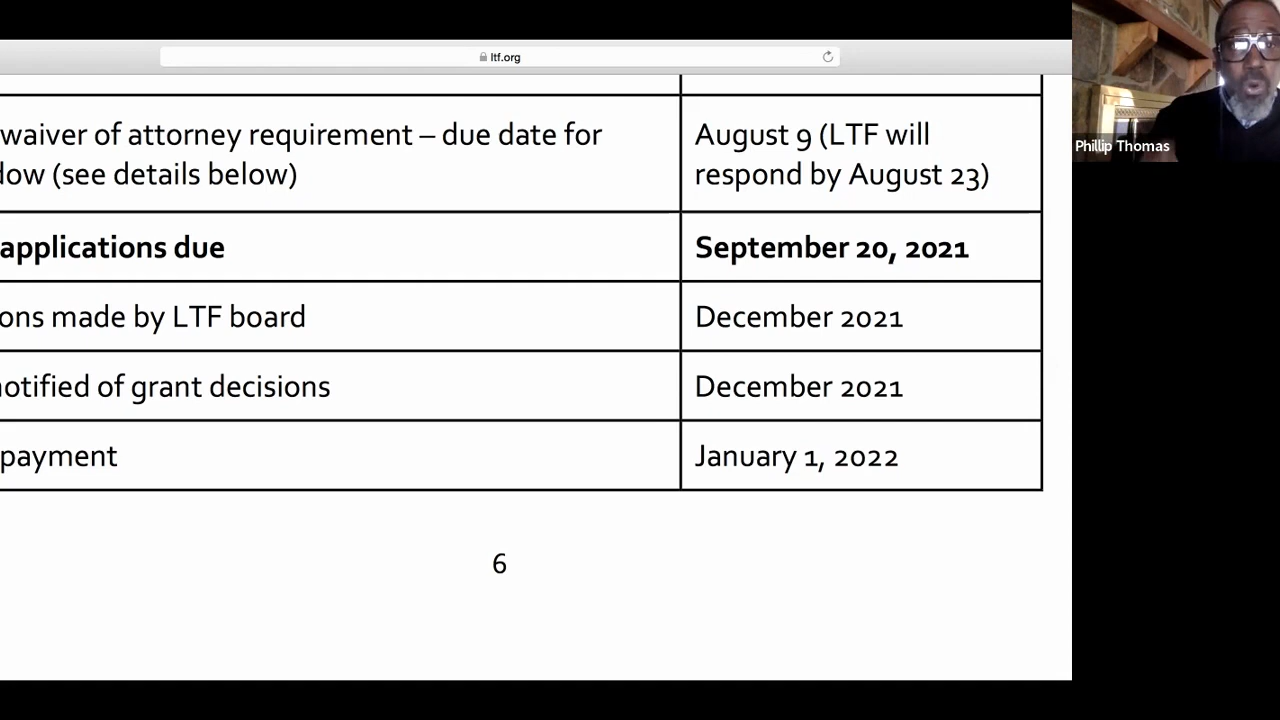 ltf.org
waiver of attorney requirement – due date for
dow (see details below)
August 9 (LTF will
respond by August 23)
applications due
September 20, 2021
ons made by LTF board
December 2021
notified of grant decisions
December 2021
payment
January 1, 2022
6
Phillip Thomas